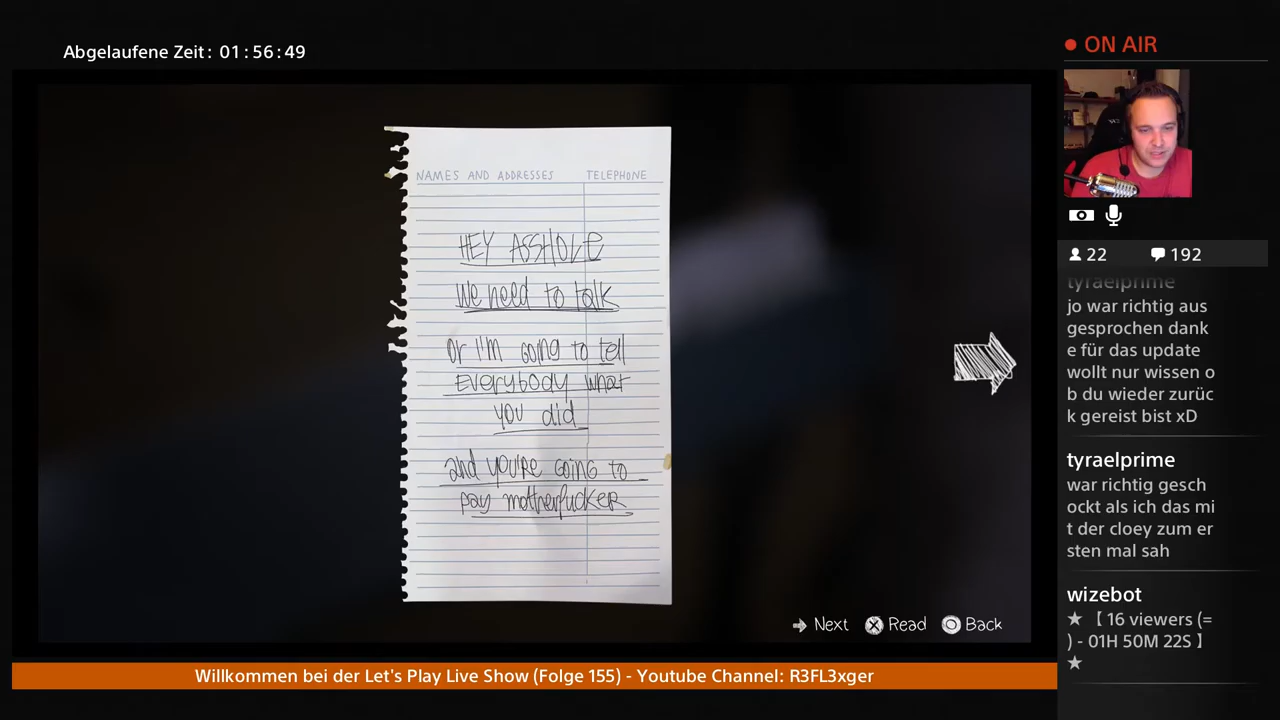 Abgelaufene Zeit: 01:56:49
ON AIR
NAMES AND ADDRESSES TELEPHONE
HEY ASSHOLE
We need to talk
Or I'm going to tell
Everybody what
you did
and you're going to
pay motherfucker
Next Read Back
22 192
tyraelprime
jo war richtig aus
gesprochen dank
e für das update
wollt nur wissen o
b du wieder zurüc
k gereist bist xD
tyraelprime
war richtig gesch
ockt als ich das mi
t der cloey zum er
sten mal sah
wizebot
★ 【 16 viewers (=
) - 01H 50M 22S 】
★
Willkommen bei der Let's Play Live Show (Folge 155) - Youtube Channel: R3FL3xger